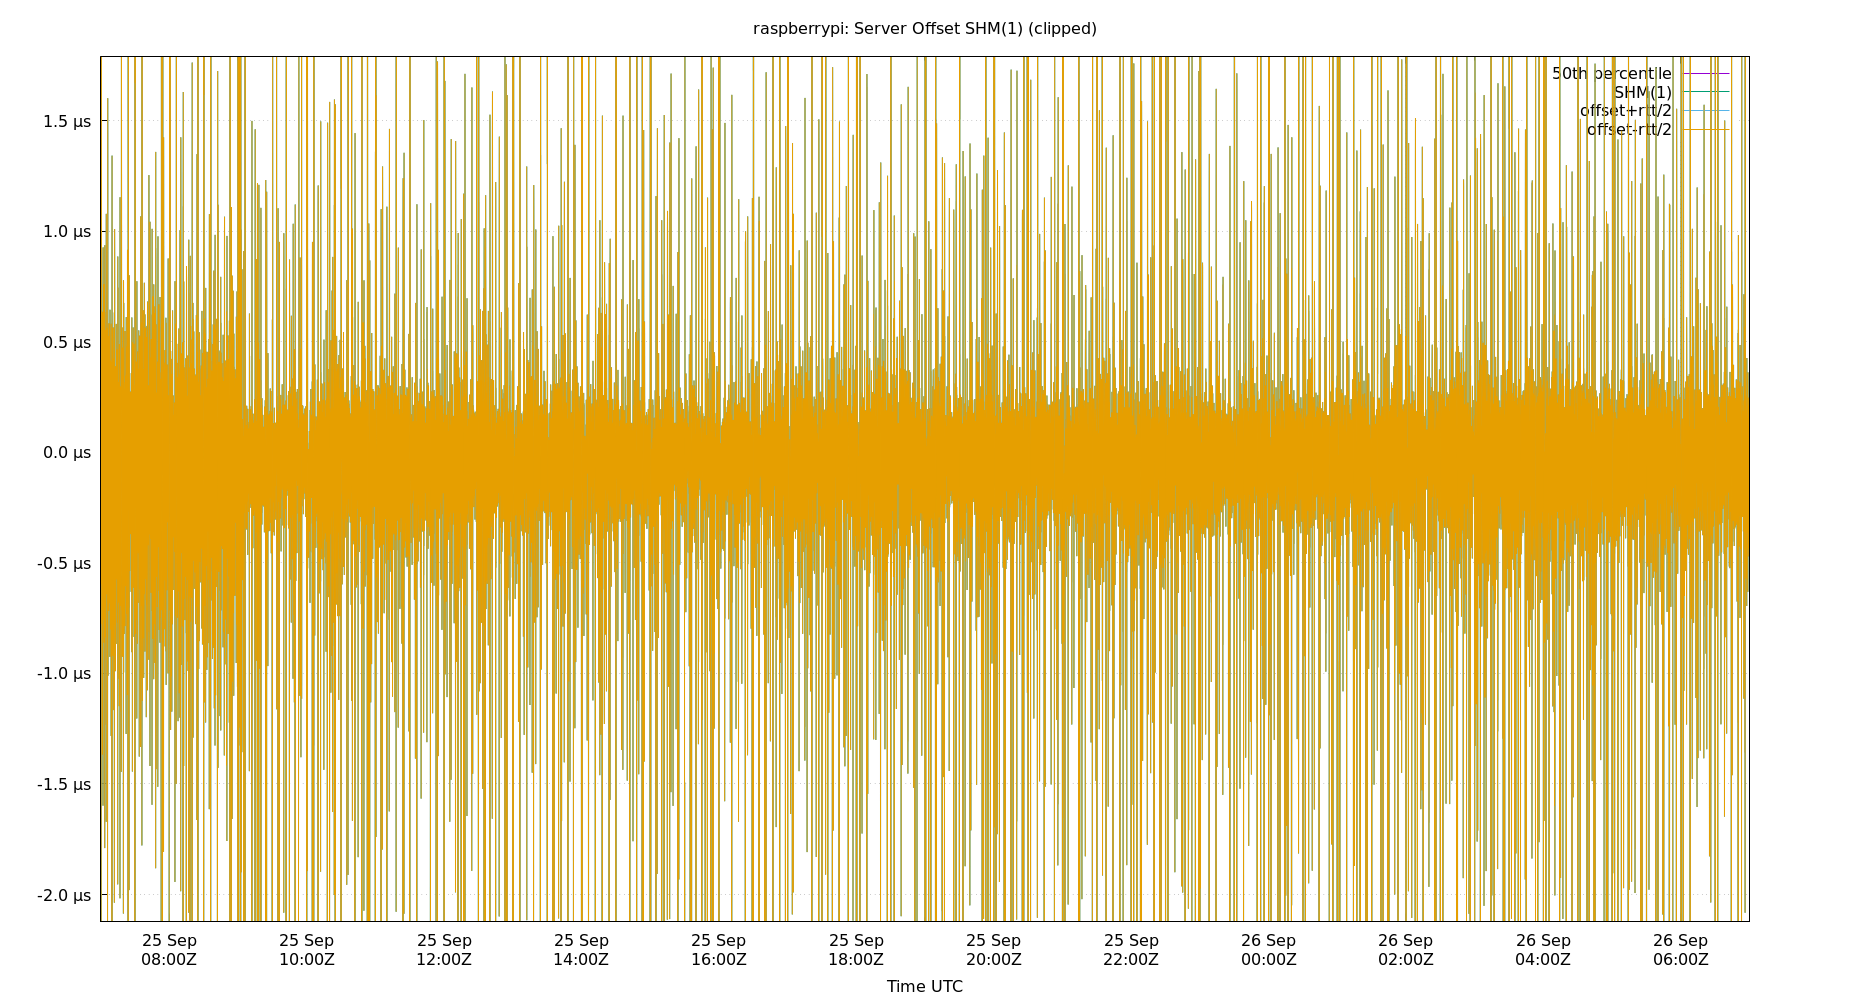 raspberrypi: Server Offset SHM(1) (clipped)
50th percentile
SHM(1)
offset+rtt/2
offset-rtt/2
1.5 µs
1.0 µs
0.5 µs
0.0 µs
-0.5 µs
-1.0 µs
-1.5 µs
-2.0 µs
25 Sep 25 Sep 25 Sep 25 Sep 25 Sep 25 Sep 25 Sep 25 Sep 26 Sep 26 Sep 26 Sep 26 Sep
08:00Z 10:00Z 12:00Z 14:00Z 16:00Z 18:00Z 20:00Z 22:00Z 00:00Z 02:00Z 04:00Z 06:00Z
Time UTC